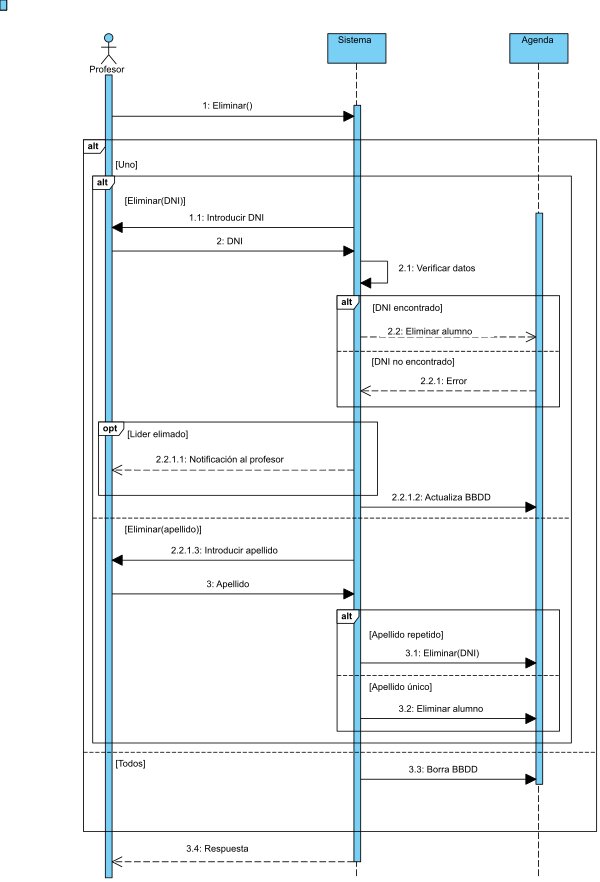 Profesor
Sistema
Agenda
1: Eliminar()
alt
[Uno]
alt
[Eliminar(DNI)]
1.1: Introducir DNI
2: DNI
2.1: Verificar datos
alt
[DNI encontrado]
2.2: Eliminar alumno
[DNI no encontrado]
2.2.1: Error
opt
[Lider elimado]
2.2.1.1: Notificación al profesor
2.2.1.2: Actualiza BBDD
[Eliminar(apellido)]
2.2.1.3: Introducir apellido
3: Apellido
alt
[Apellido repetido]
3.1: Eliminar(DNI)
[Apellido único]
3.2: Eliminar alumno
[Todos]
3.3: Borra BBDD
3.4: Respuesta